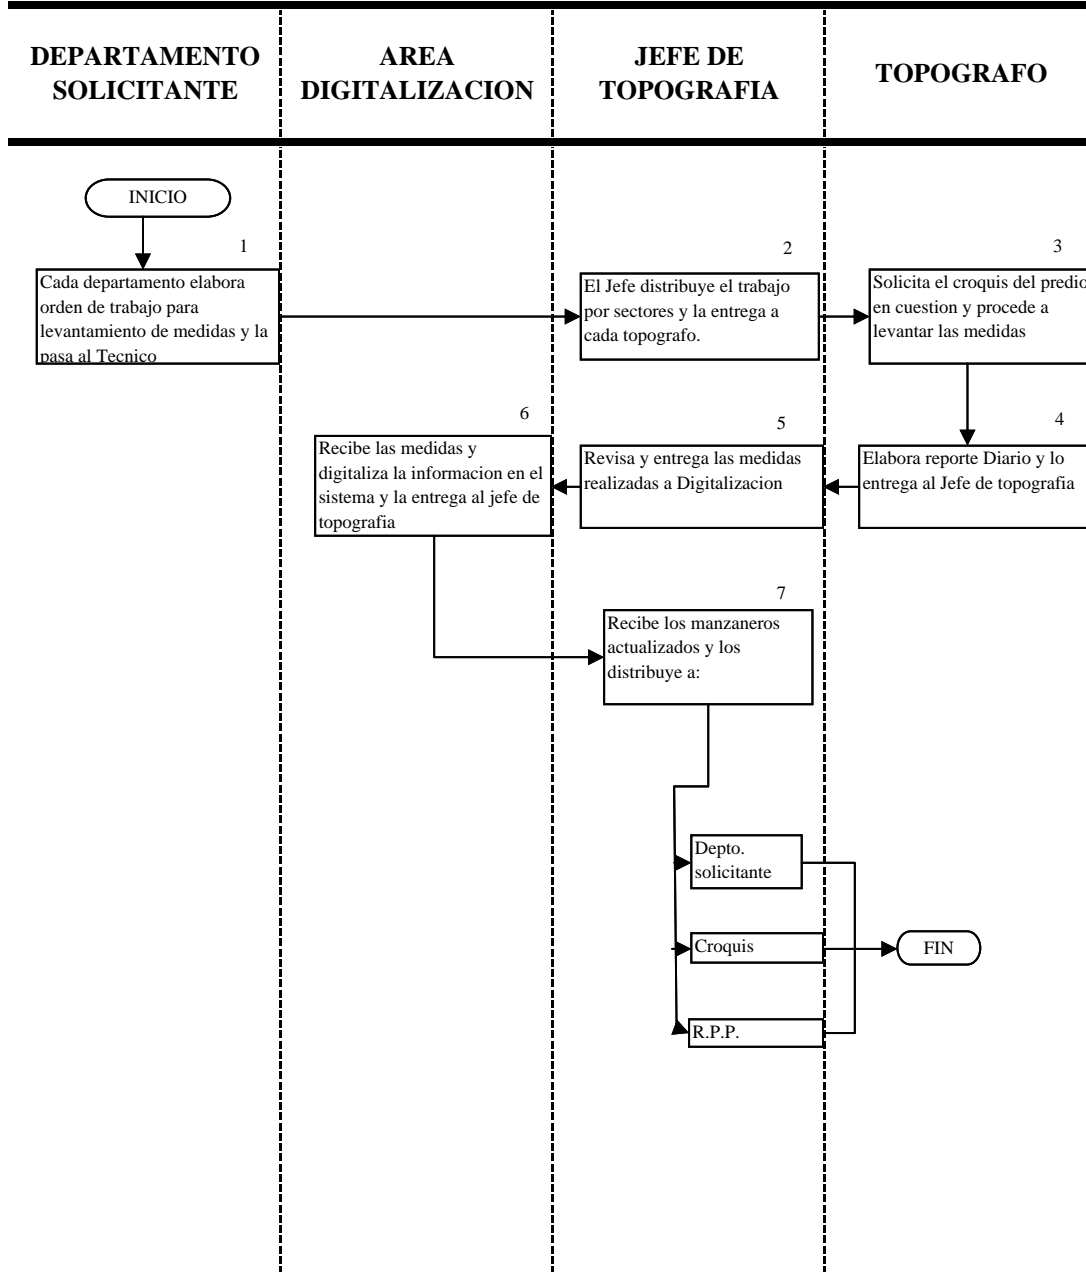 DEPARTAMENTO
SOLICITANTE
AREA
DIGITALIZACION
JEFE DE
TOPOGRAFIA
TOPOGRAFO
INICIO
1
Cada departamento elabora
orden de trabajo para
levantamiento de medidas y la
pasa al Tecnico
2
El Jefe distribuye el trabajo
por sectores y la entrega a
cada topografo.
3
Solicita el croquis del predio
en cuestion y procede a
levantar las medidas
4
Elabora reporte Diario y lo
entrega al Jefe de topografia
5
Revisa y entrega las medidas
realizadas a Digitalizacion
6
Recibe las medidas y
digitaliza la informacion en el
sistema y la entrega al jefe de
topografia
7
Recibe los manzaneros
actualizados y los
distribuye a:
Depto.
solicitante
Croquis
R.P.P.
FIN